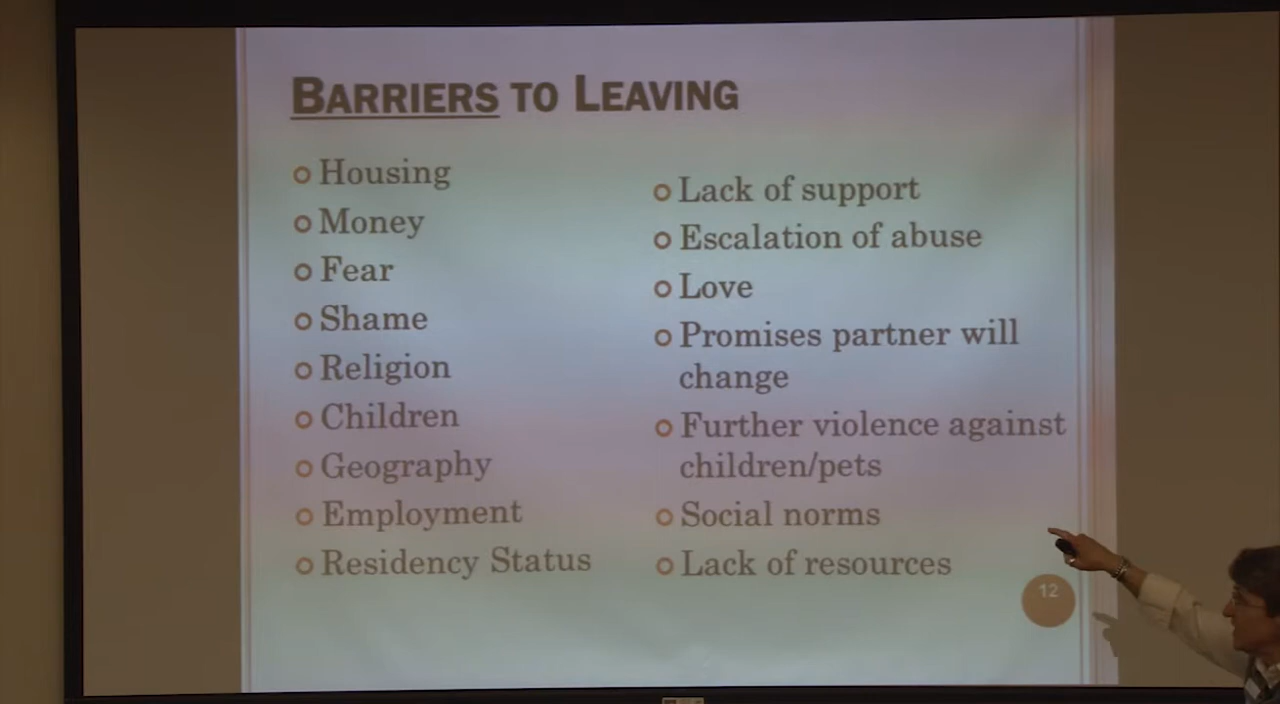 BARRIERS TO LEAVING
Housing
Money
Fear
Shame
Religion
Children
Geography
Employment
Residency Status
Lack of support
Escalation of abuse
Love
Promises partner will
change
Further violence against
children/pets
Social norms
Lack of resources
12